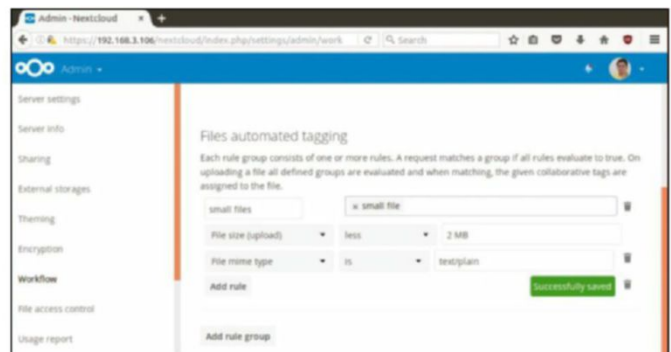 Admin - Nextcloud
https://192.168.3.106/nextcloud/index.php/settings/admin/work
Search
Admin
Server settings
Server info
Sharing
External storages
Theming
Encryption
Workflow
File access control
Usage report
Files automated tagging
Each rule group consists of one or more rules. A request matches a group if all rules evaluate to true. On
uploading a file all defined groups are evaluated and when matching, the given collaborative tags are
assigned to the file.
small files
× small file
File size (upload) less 2 MB
File mime type is text/plain
Add rule Successfully saved
Add rule group